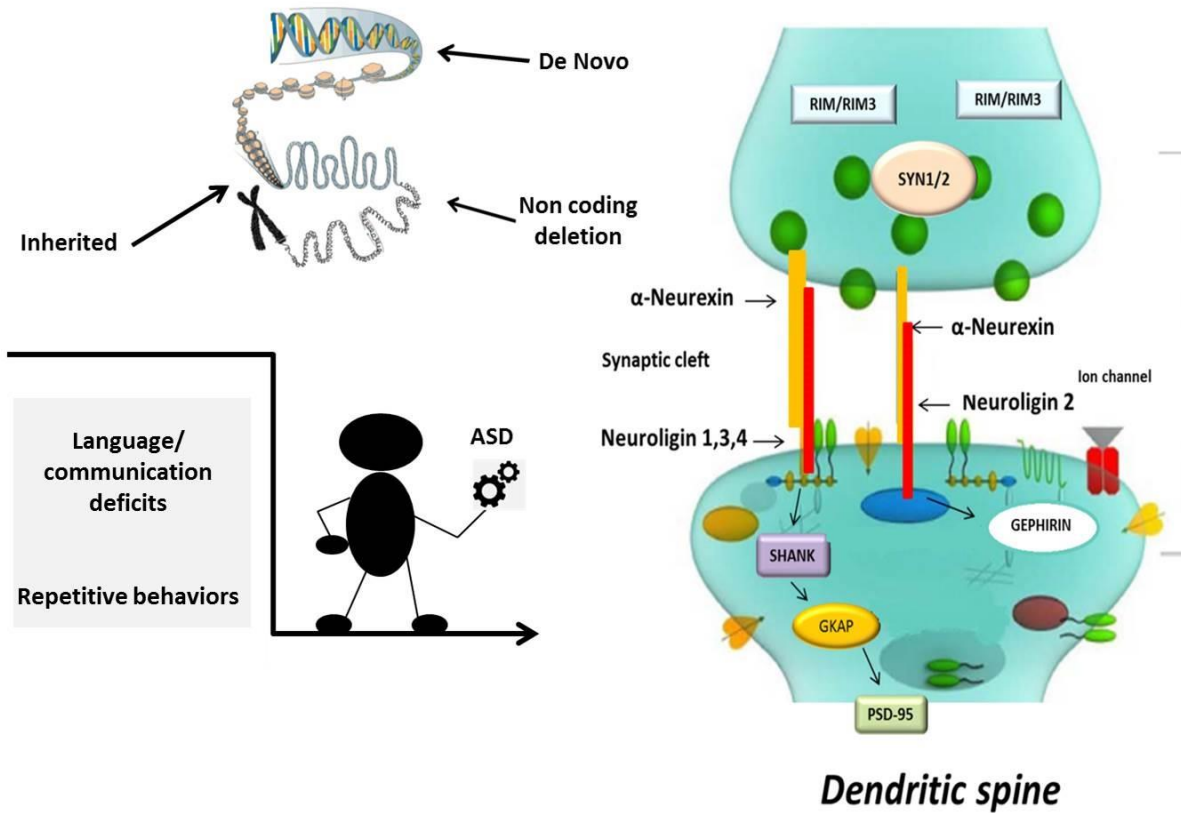 De Novo
Non coding
deletion
Inherited
Language/
communication
deficits
Repetitive behaviors
ASD
RIM/RIM3
RIM/RIM3
SYN1/2
α-Neurexin
α-Neurexin
Synaptic cleft
Ion channel
Neuroligin 2
Neuroligin 1,3,4
GEPHIRIN
SHANK
GKAP
PSD-95
Dendritic spine